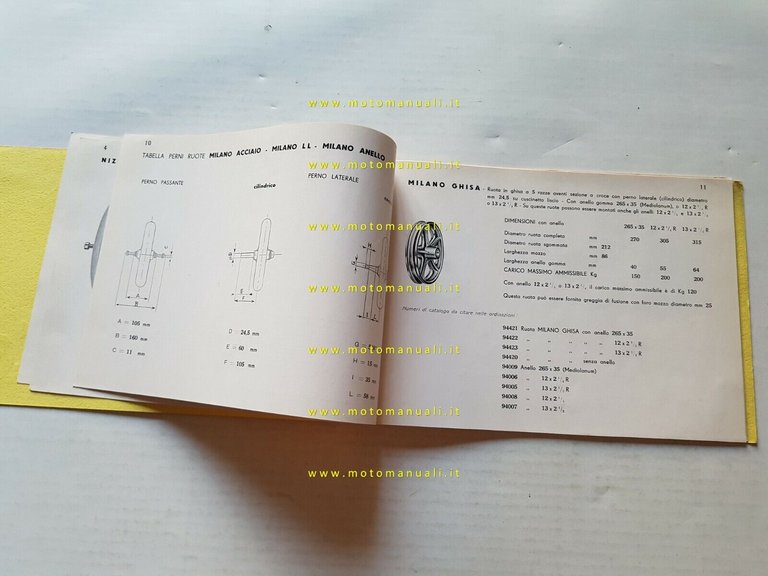 www.motomanuali.it
4
NIZ
10
TABELLA PERNI RUOTE MILANO ACCIAIO - MILANO LL - MILANO ANELLO
PERNO PASSANTE
cilindrico
PERNO LATERALE
A
B
C
D
E
F
H
I
L
A = 105 mm
B = 160 mm
C = 11 mm
D = 24,5 mm
E = 60 mm
F = 105 mm
H = 15 mm
I = 35 mm
L = 58 mm
11
MILANO GHISA - Ruota in ghisa a 5 razze aventi sezione a croce con perno laterale (cilindrico) diametro
mm 24,5 su cuscinetto liscio - Con anello gomma 265 x 35 (Mediolanum), o 12 x 2 ¹/₂ R
o 13 x 2 ¹/₂ R - Su queste ruote possono essere montati anche gli anelli 12 x 2 ¹/₂ e 13 x 2 ¹/₂
DIMENSIONI con anello 265 x 35 12 x 2 ¹/₂ R 13 x 2 ¹/₂ R
Diametro ruota completa mm 270 305 315
Diametro ruota sgommata mm 212
Larghezza mozzo mm 86
Larghezza anello gomma mm 40 55 64
CARICO MASSIMO AMMISSIBILE Kg 150 200 200
Con anello 12 x 2 ¹/₂ o 13 x 2 ¹/₂ il carico massimo ammissibile è di Kg 120
Questa ruota può essere fornita greggia di fusione con foro mozzo diametro mm 25
Numeri di catalogo da citare nelle ordinazioni:
94421 Ruota MILANO GHISA con anello 265 x 35
94422 „ „ „ „ „ 12 x 2 ¹/₂ R
94423 „ „ „ „ „ 13 x 2 ¹/₂ R
94420 „ „ „ senza anello
94009 Anello 265 x 35 (Mediolanum)
94006 „ 12 x 2 ¹/₂ R
94005 „ 13 x 2 ¹/₂ R
94008 „ 12 x 2 ¹/₂
94007 „ 13 x 2 ¹/₂
www.motomanuali.it
www.motomanuali.it